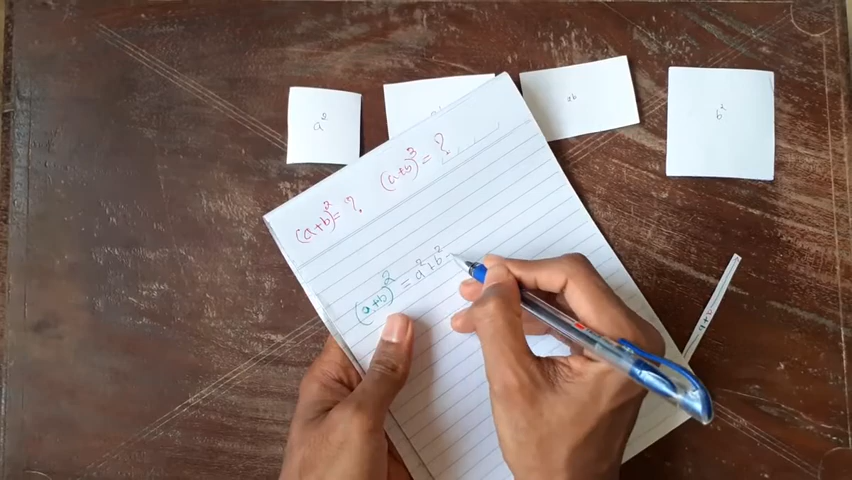 a²
ab
b²
(a+b)²= ?
(a+b)³= ?
(a+b)² = a²+b²
a+b